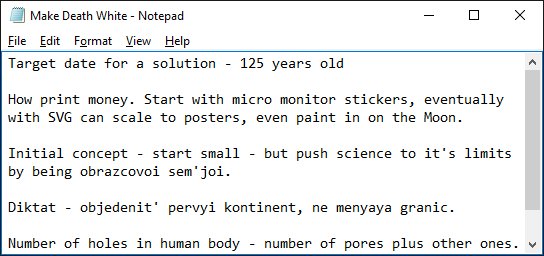 Make Death White - Notepad
File Edit Format View Help
Target date for a solution - 125 years old
How print money. Start with micro monitor stickers, eventually
with SVG can scale to posters, even paint in on the Moon.
Initial concept - start small - but push science to it's limits
by being obrazcovoi sem'joi.
Diktat - objedenit' pervyi kontinent, ne menyaya granic.
Number of holes in human body - number of pores plus other ones.